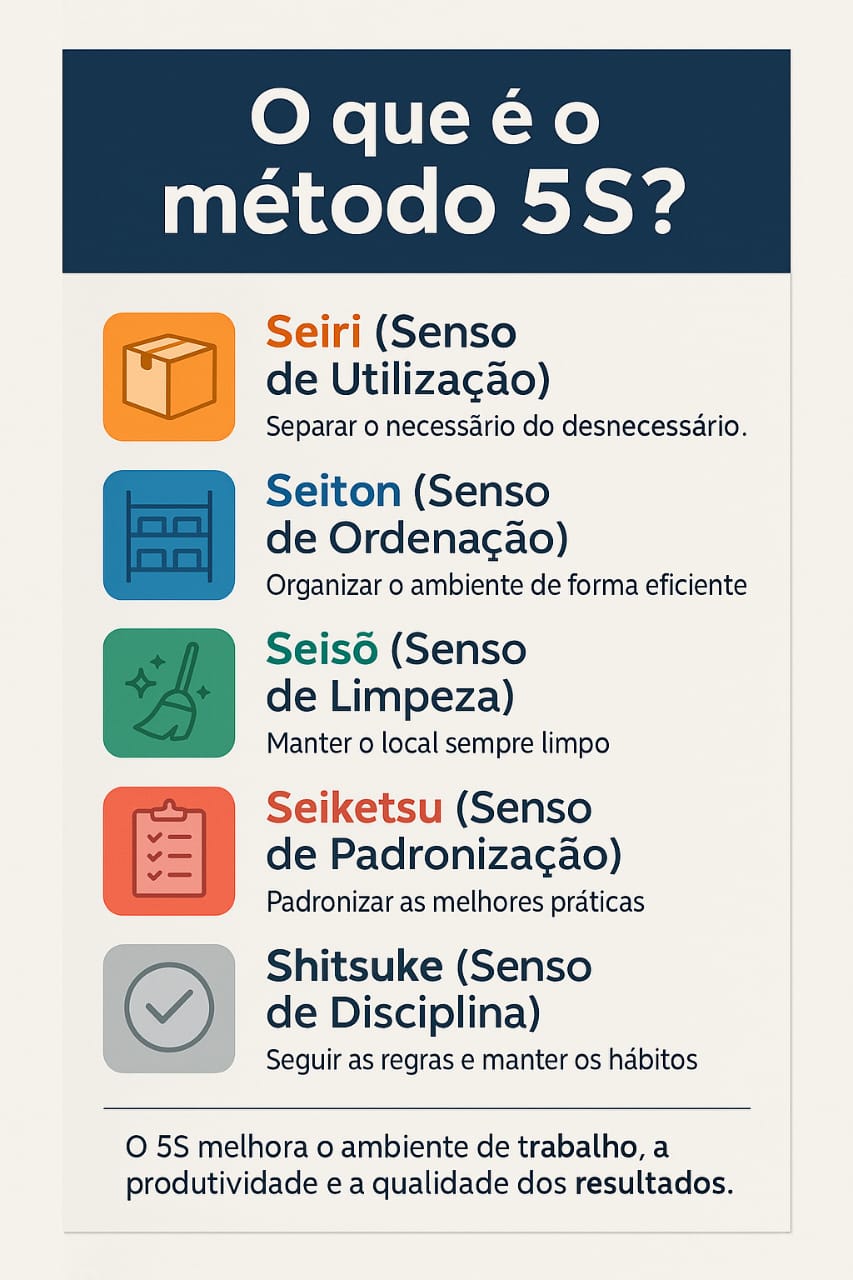 O que é o
método 5S?
Seiri (Senso
de Utilização)
Separar o necessãrio do desnecessário.
Seiton (Senso
de Ordenação)
Organizar o ambiente de forma eficiente
Seisõ (Senso
de Limpeza)
Manter o local sempre limpo
Seiketsu (Senso
de Padronização)
Padronizar as melhores práticas
Shitsuke (Senso
de Disciplina)
Seguir as regras e manter os hábitos
O 5S melhora o ambiente de trabalho, a
produtividade e a qualidade dos resultados.